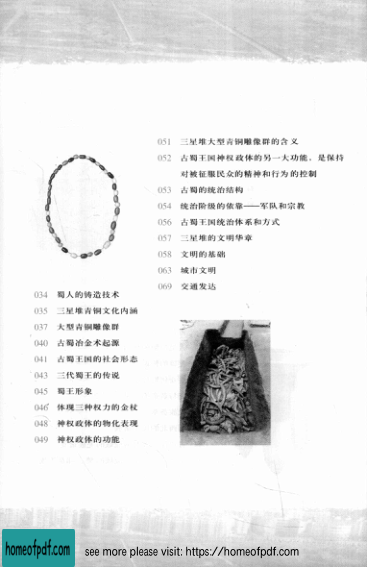 034 蜀人的铸造技术
035 三星堆青铜文化内涵
037 大型青铜雕像群
040 古蜀冶金术起源
041 古蜀王国的社会形态
043 三代蜀王的传说
045 蜀王形象
046 体现三种权力的金杖
048 神权政体的物化表现
049 神权政体的功能
051 三星堆大型青铜雕像群的含义
052 古蜀王国神权政体的另一大功能，是保持
对被征服民众的精神和行为的控制
053 古蜀的统治结构
054 统治阶级的依靠——军队和宗教
056 古蜀王国统治体系和方式
057 三星堆的文明华章
058 文明的基础
063 城市文明
069 交通发达
homeofpdf.com
see more please visit: https://homeofpdf.com